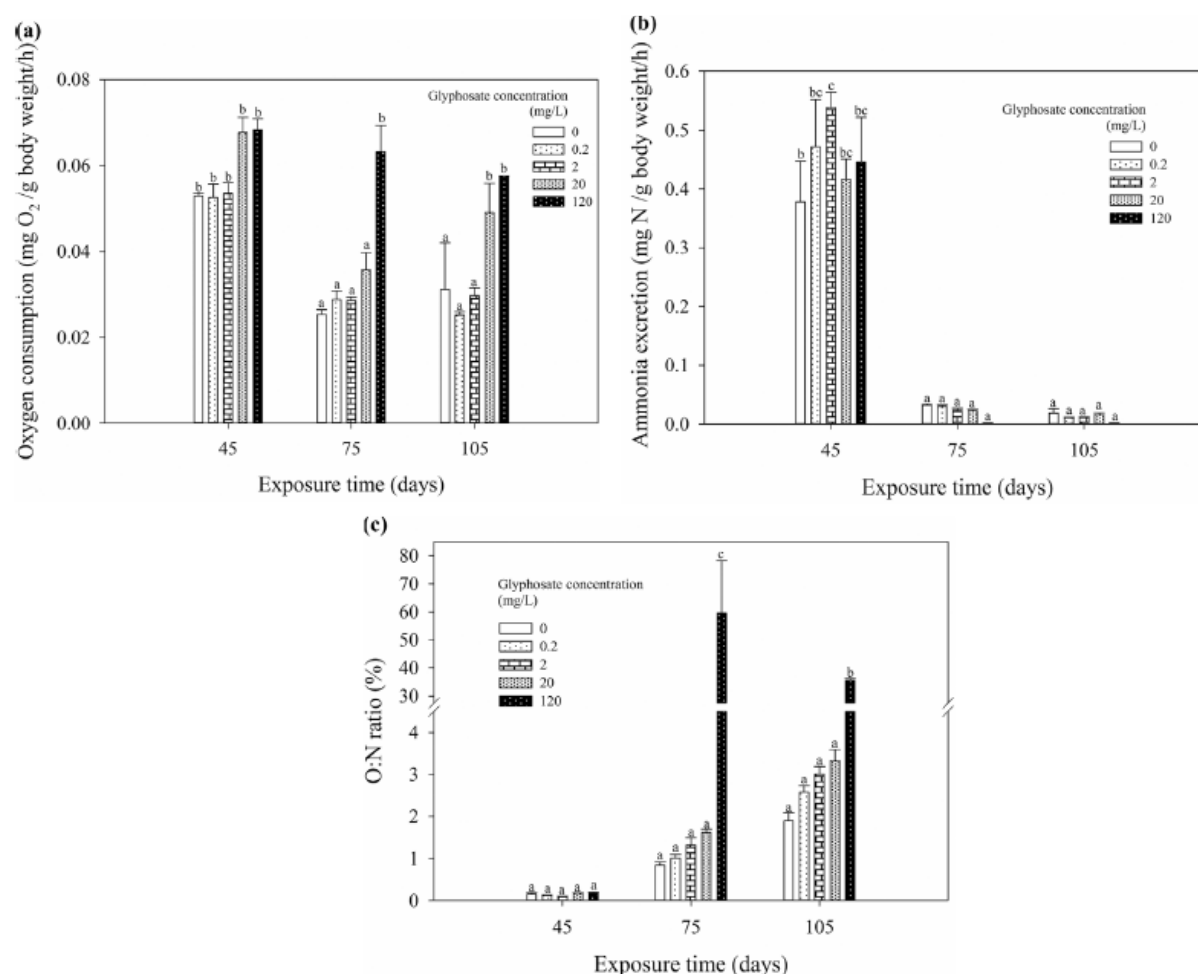 (a)
Oxygen consumption (mg O2 /g body weight/h)
0.08
0.06
0.04
0.02
0.00
Glyphosate concentration
(mg/L)
0
0.2
2
20
120
b b b b b
a a a a b
a a a b b
45 75 105
Exposure time (days)
(b)
Ammonia excretion (mg N /g body weight/h)
0.6
0.5
0.4
0.3
0.2
0.1
0.0
Glyphosate concentration
(mg/L)
0
0.2
2
20
120
b bc c bc bc
a a a a a
a a a a a
45 75 105
Exposure time (days)
(c)
O:N ratio (%)
80
70
60
50
40
30
4
3
2
1
0
Glyphosate concentration
(mg/L)
0
0.2
2
20
120
a a a a a
a a a a c
a a a a b
45 75 105
Exposure time (days)